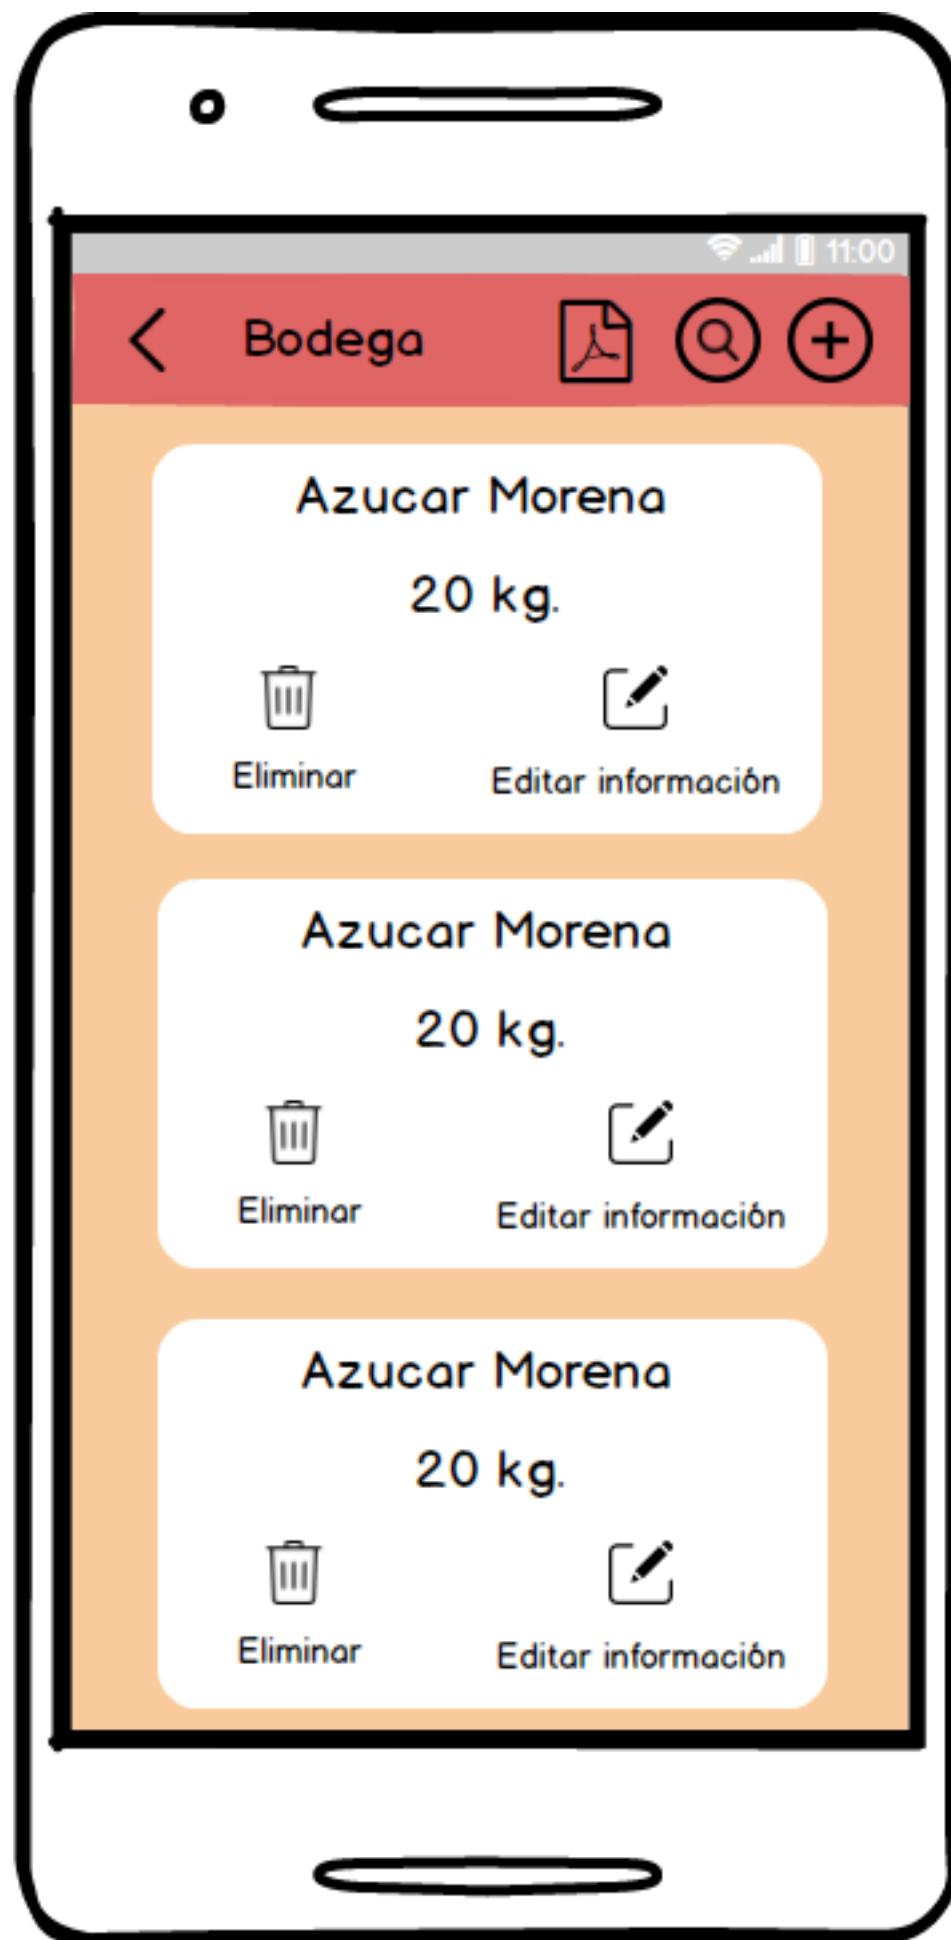 11:00
Bodega
Azucar Morena
20 kg.
Eliminar
Editar información
Azucar Morena
20 kg.
Eliminar
Editar información
Azucar Morena
20 kg.
Eliminar
Editar información